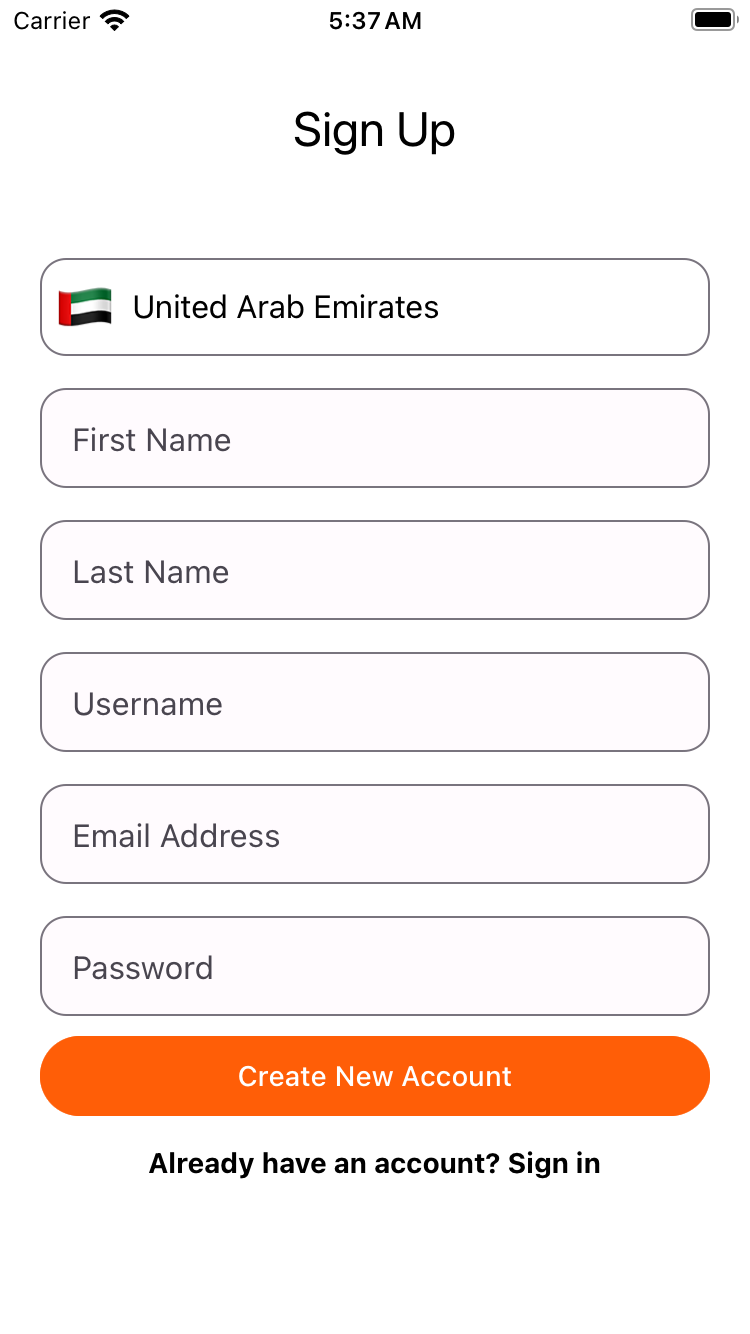 Carrier 5:37 AM
Sign Up
United Arab Emirates
First Name
Last Name
Username
Email Address
Password
Create New Account
Already have an account? Sign in